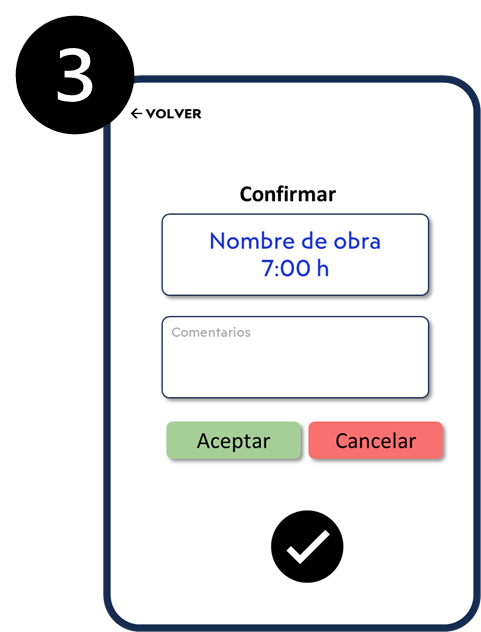 3
← VOLVER
Confirmar
Nombre de obra
7:00 h
Comentarios
Aceptar
Cancelar